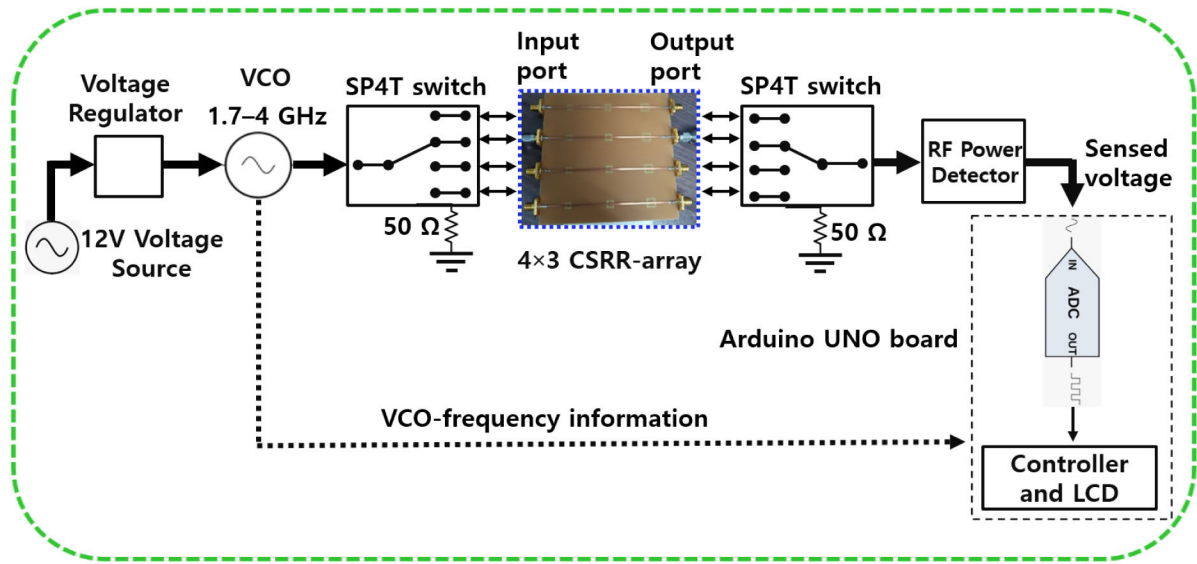 Voltage
Regulator
VCO
1.7–4 GHz
SP4T switch
Input
port
Output
port
SP4T switch
RF Power
Detector
Sensed
voltage
12V Voltage
Source
50 Ω
4×3 CSRR-array
50 Ω
IN
ADC
OUT
Arduino UNO board
VCO-frequency information
Controller
and LCD